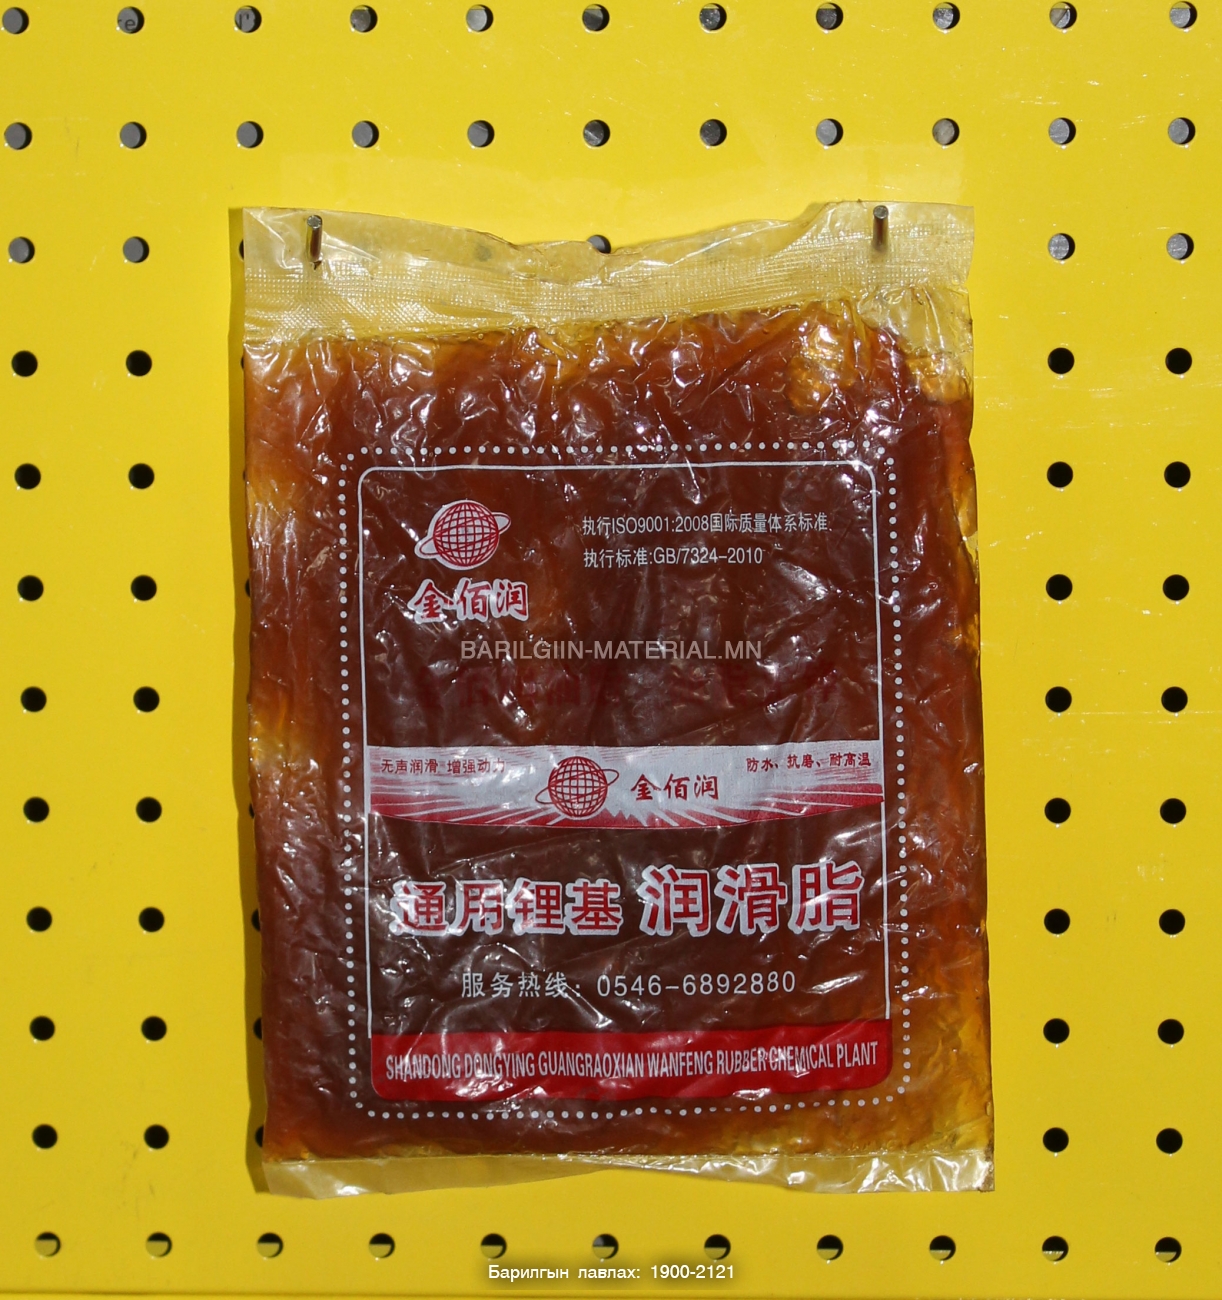 执行ISO9001:2008国际质量体系标准.
执行标准:GB/7324-2010
金佰润
BARILGIIN-MATERIAL.MN
无声润滑 增强动力
金佰润
防水、抗磨、耐高温
通用锂基 润滑脂
服务热线: 0546-6892880
SHANDONG DONGYING GUANGRAOXIAN WANFENG RUBBER CHEMICAL PLANT
Барилгын лавлах: 1900-2121